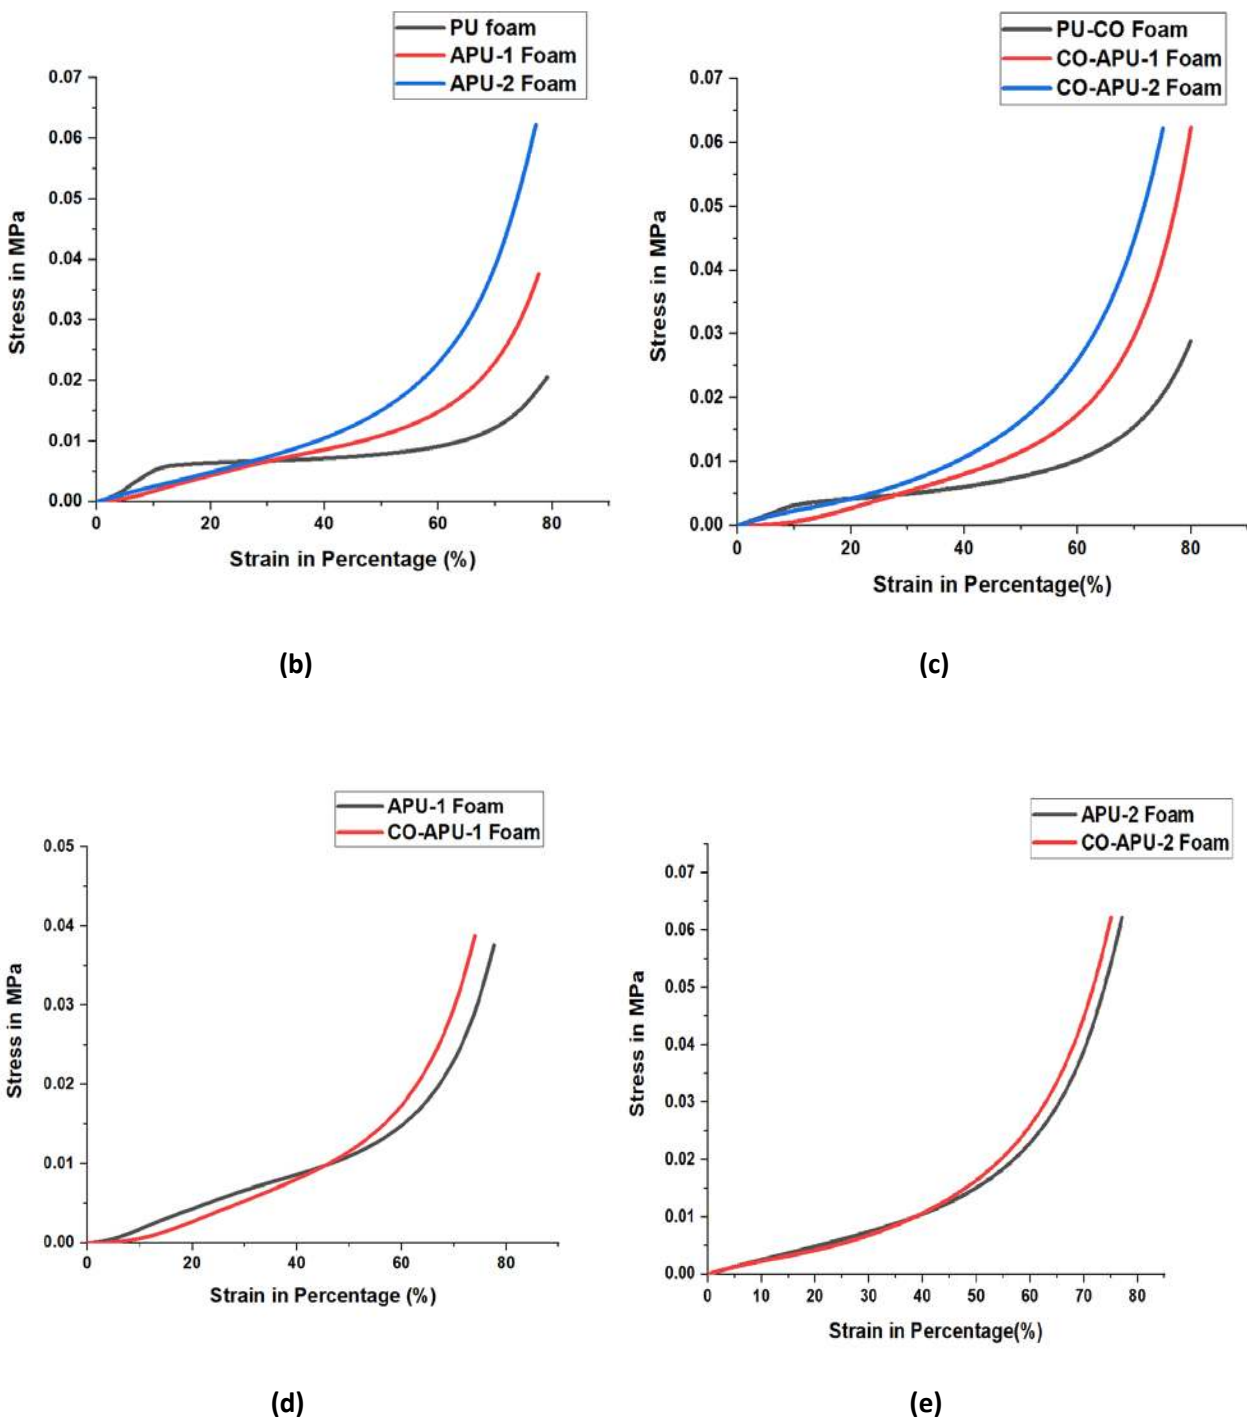 PU foam
APU-1 Foam
APU-2 Foam
0.07
0.06
0.05
0.04
0.03
0.02
0.01
0.00
0 20 40 60 80
Stress in MPa
Strain in Percentage (%)
(b)
PU-CO Foam
CO-APU-1 Foam
CO-APU-2 Foam
0.07
0.06
0.05
0.04
0.03
0.02
0.01
0.00
0 20 40 60 80
Stress in MPa
Strain in Percentage(%)
(c)
APU-1 Foam
CO-APU-1 Foam
0.05
0.04
0.03
0.02
0.01
0.00
0 20 40 60 80
Stress in MPa
Strain in Percentage (%)
(d)
APU-2 Foam
CO-APU-2 Foam
0.07
0.06
0.05
0.04
0.03
0.02
0.01
0.00
0 10 20 30 40 50 60 70 80
Stress in MPa
Strain in Percentage(%)
(e)